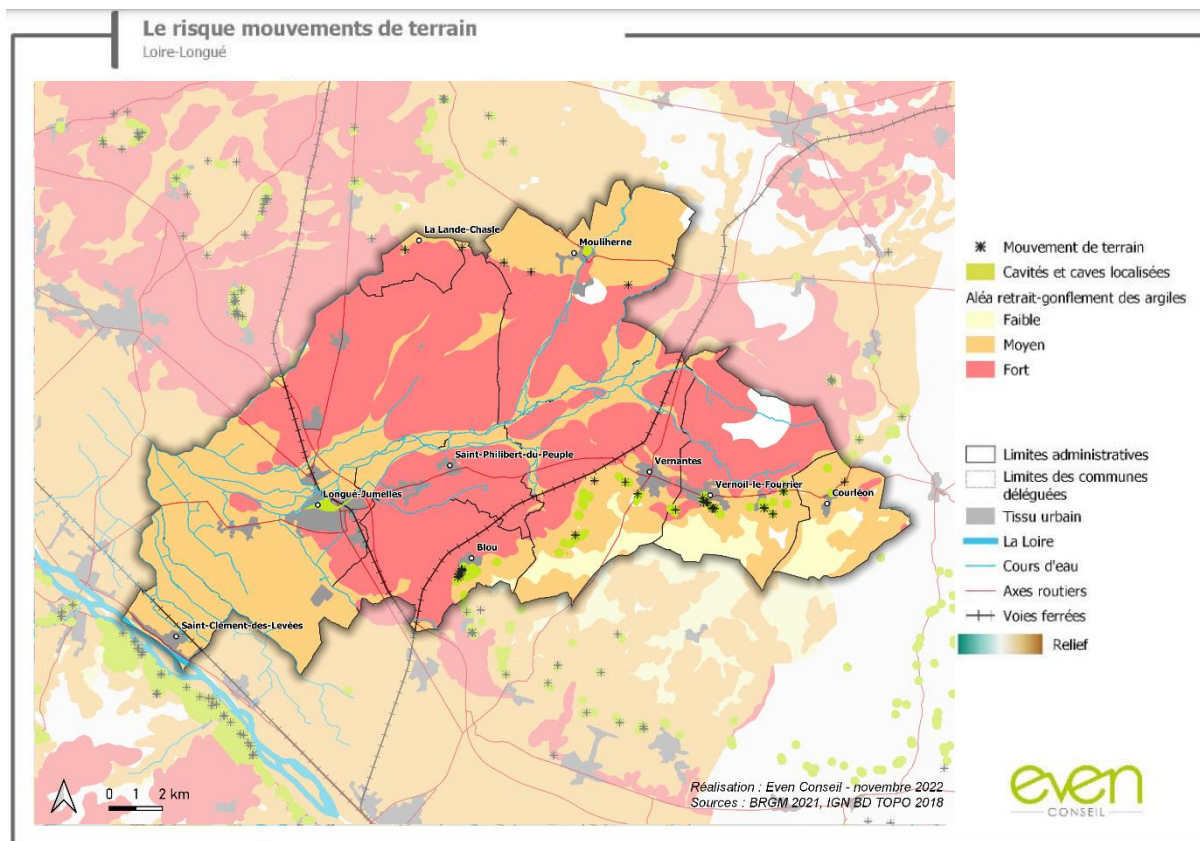 Le risque mouvements de terrain
Loire-Longué
La Lande-Chasle
Mouliherne
Saint-Philibert-du-Peuple
Vernantes
Longué-Jumelles
Vernoil-le-Fourrier
Courléon
Blou
Saint-Clément-des-Levées
0 1 2 km
Réalisation : Even Conseil - novembre 2022
Sources : BRGM 2021, IGN BD TOPO 2018
Mouvement de terrain
Cavités et caves localisées
Aléa retrait-gonflement des argiles
Faible
Moyen
Fort
Limites administratives
Limites des communes
déléguées
Tissu urbain
La Loire
Cours d'eau
Axes routiers
Voies ferrées
Relief
even
CONSEIL